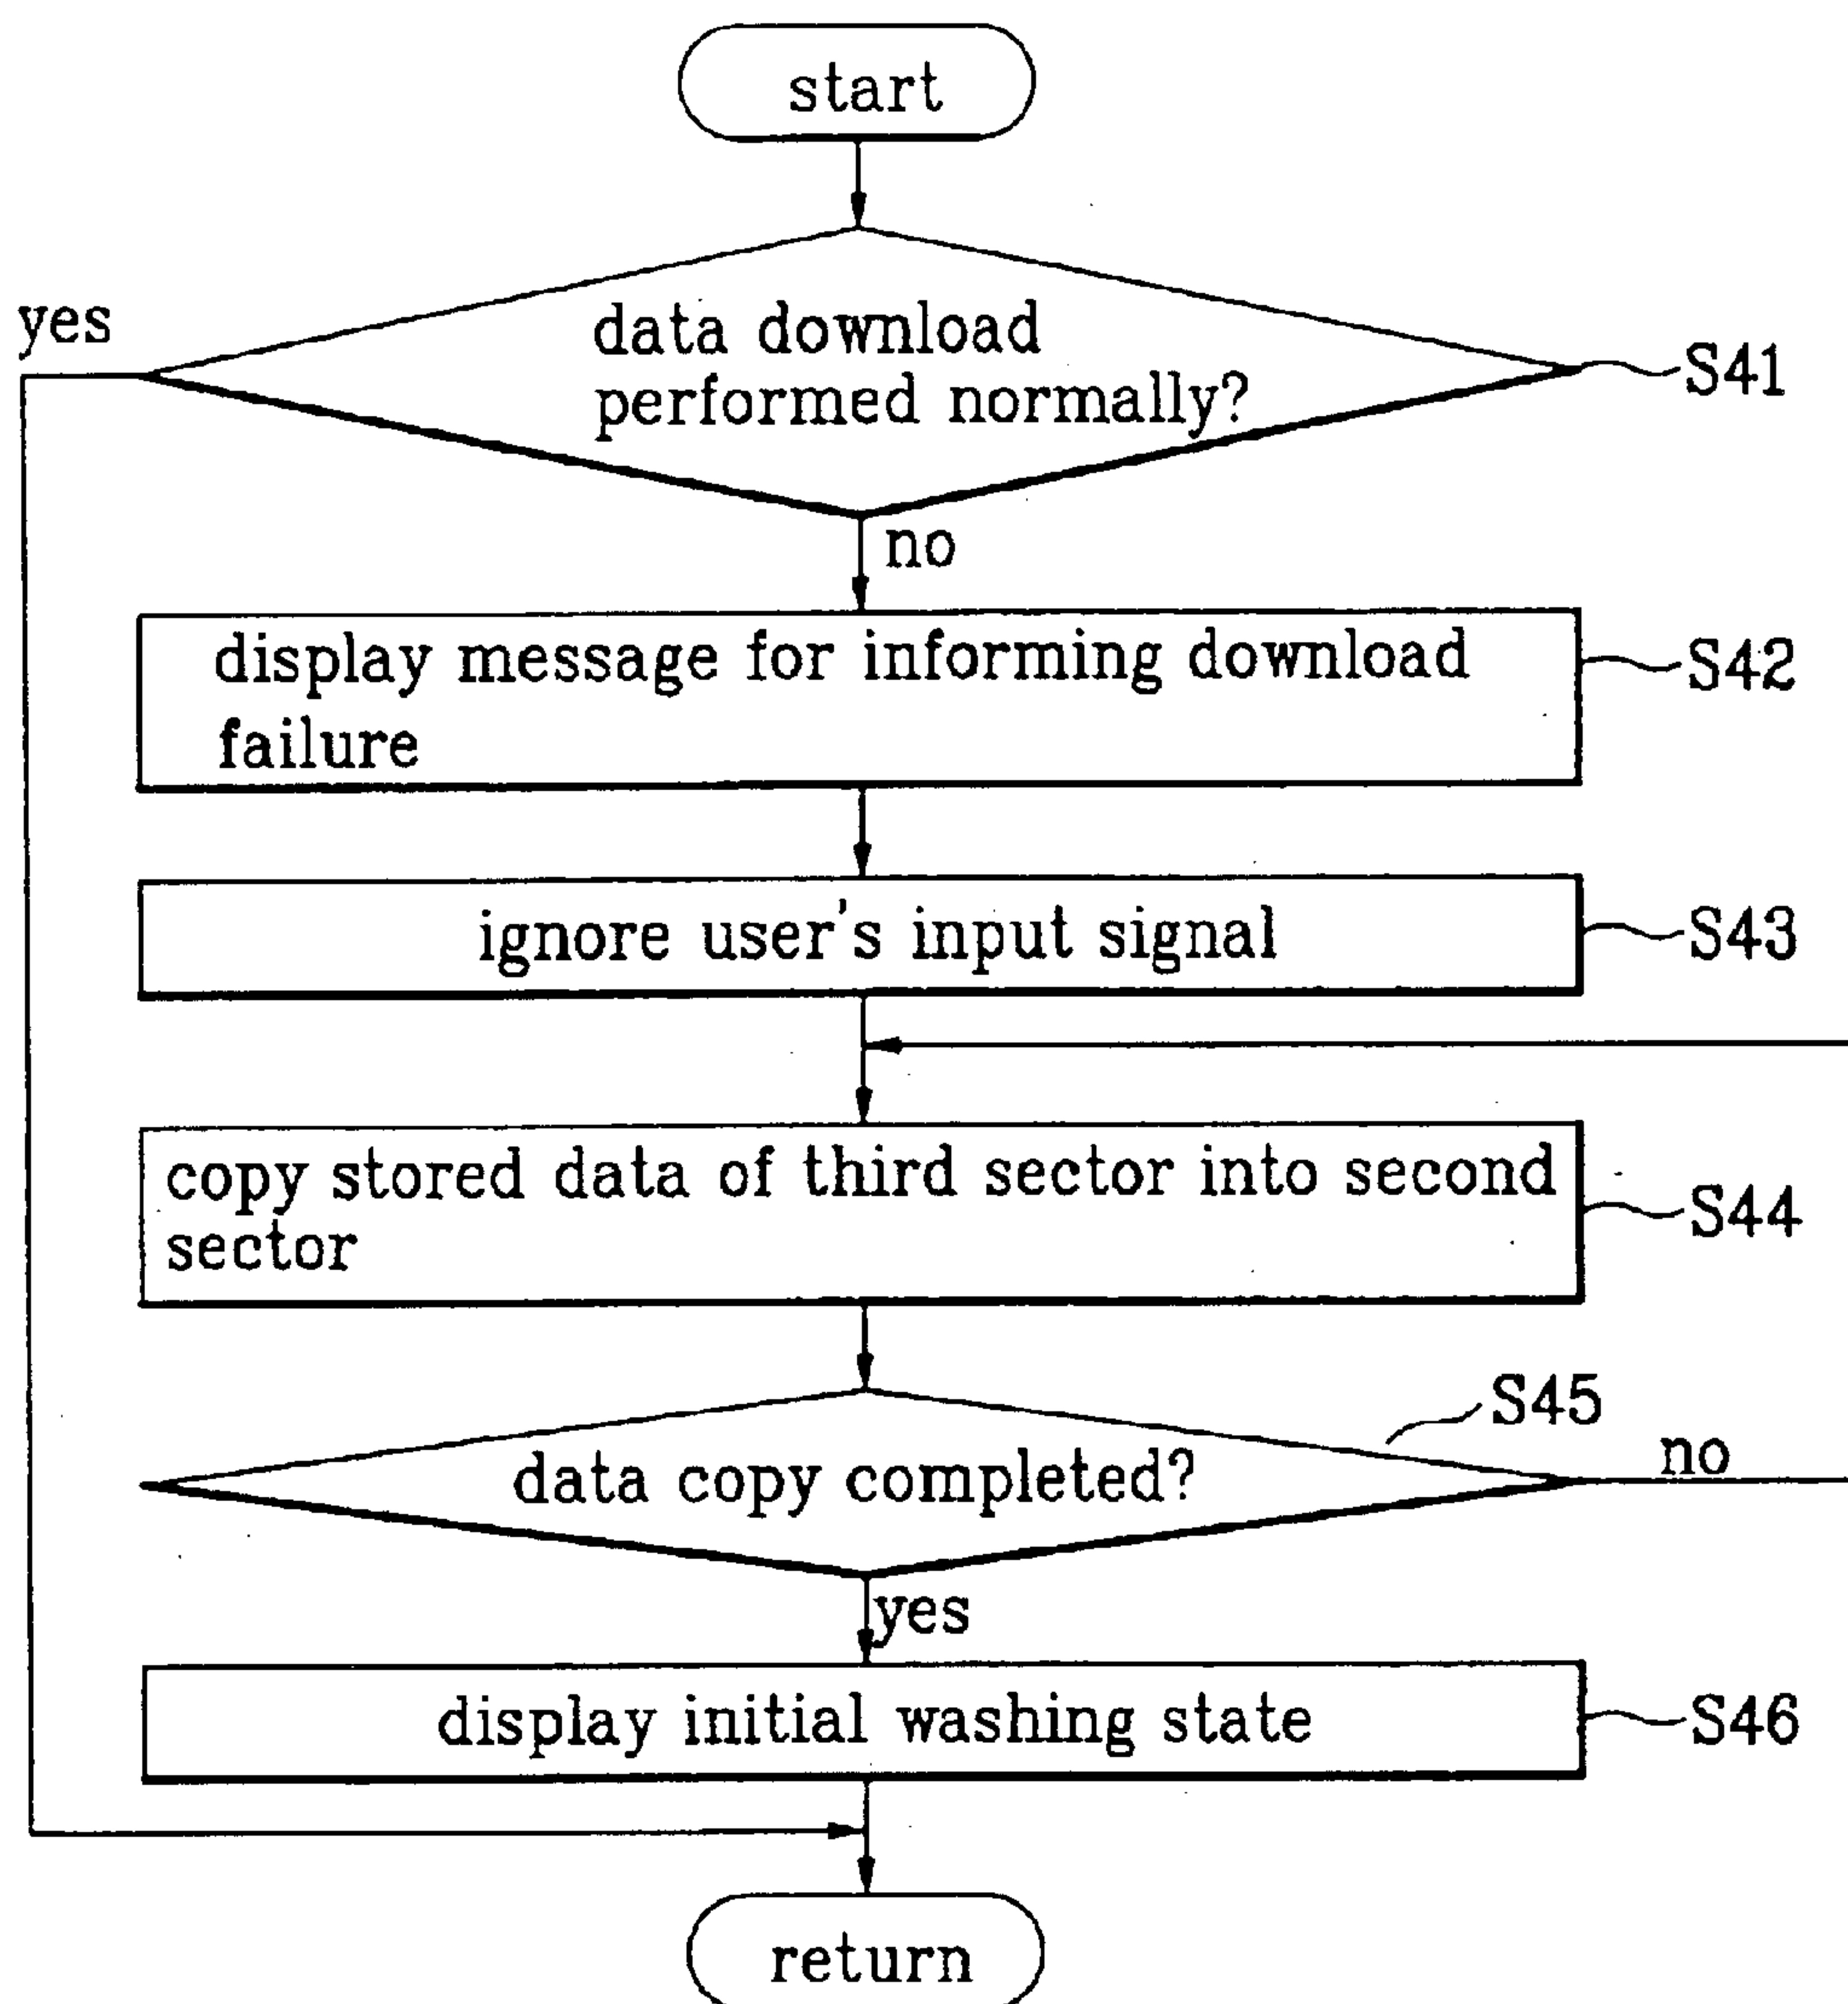 start
yes
data download
performed normally?
S41
no
display message for informing download
failure
S42
ignore user's input signal
S43
copy stored data of third sector into second
sector
S44
S45
data copy completed?
no
yes
display initial washing state
S46
return